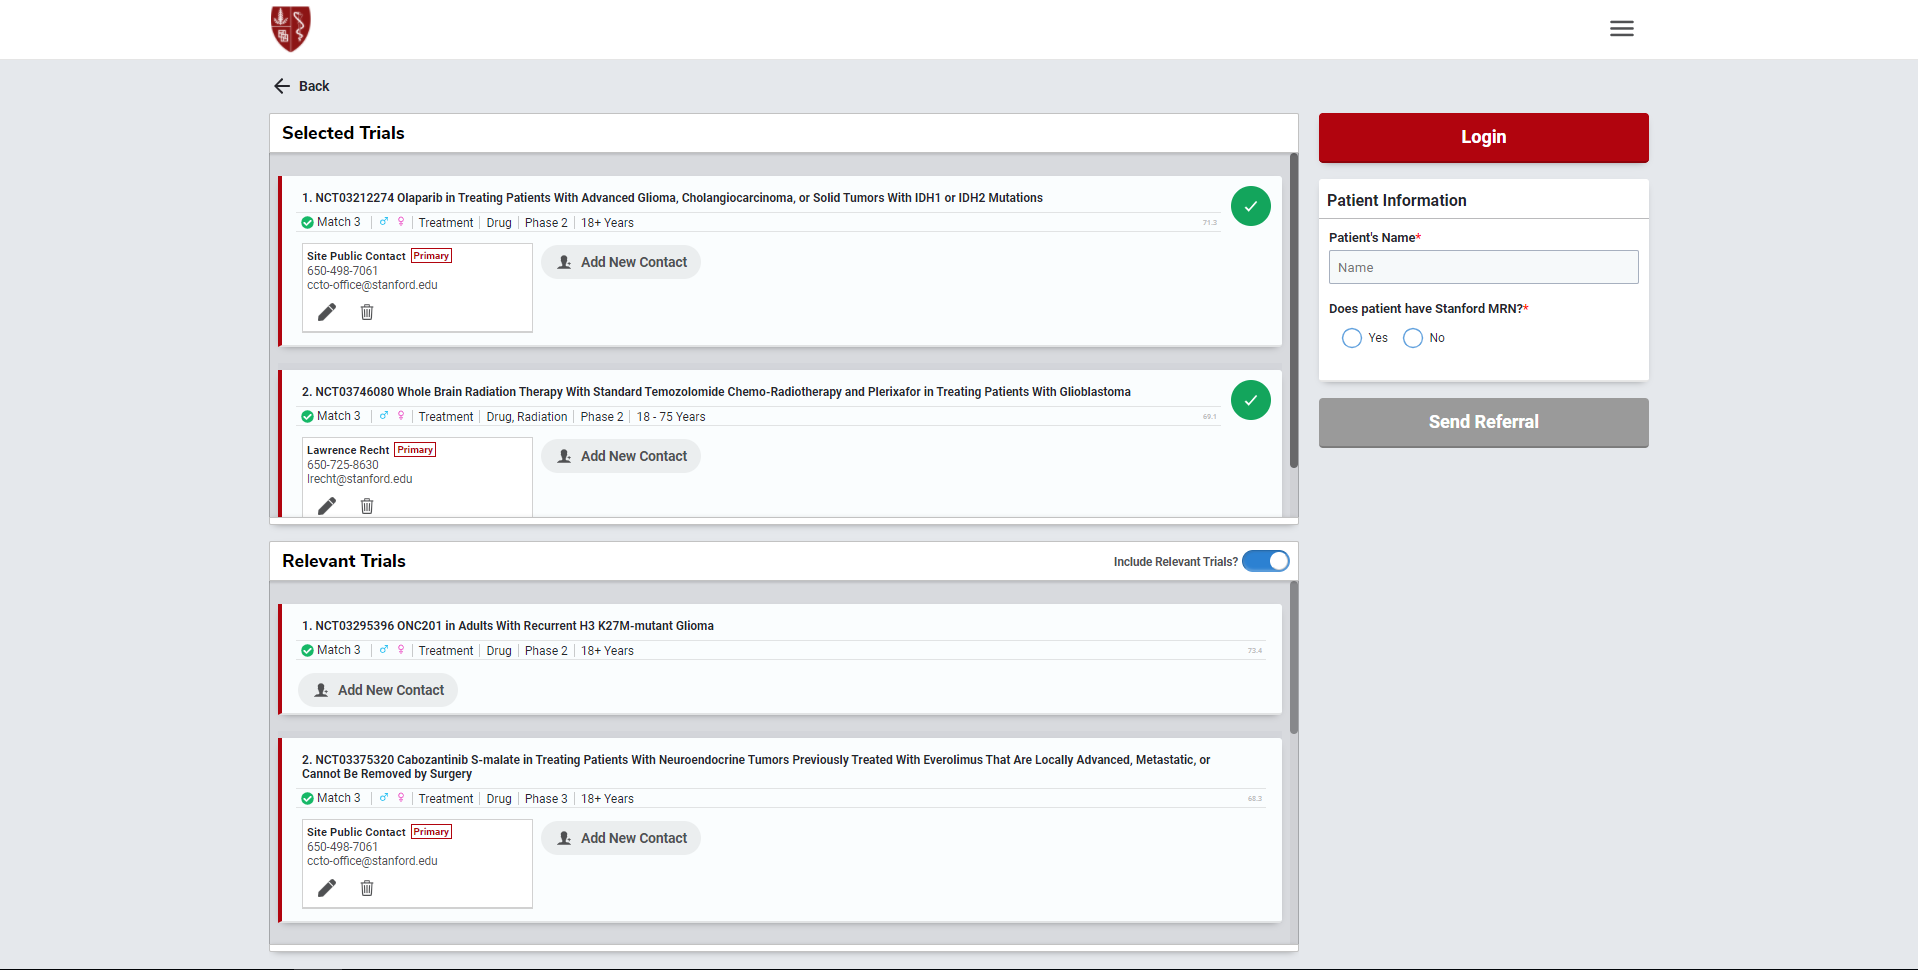 Back
Selected Trials
1. NCT03212274 Olaparib in Treating Patients With Advanced Glioma, Cholangiocarcinoma, or Solid Tumors With IDH1 or IDH2 Mutations
Match 3 Treatment Drug Phase 2 18+ Years 71.3
Site Public Contact Primary
650-498-7061
ccto-office@stanford.edu
Add New Contact
2. NCT03746080 Whole Brain Radiation Therapy With Standard Temozolomide Chemo-Radiotherapy and Plerixafor in Treating Patients With Glioblastoma
Match 3 Treatment Drug, Radiation Phase 2 18 - 75 Years 69.1
Lawrence Recht Primary
650-725-8630
lrecht@stanford.edu
Add New Contact
Relevant Trials
Include Relevant Trials?
1. NCT03295396 ONC201 in Adults With Recurrent H3 K27M-mutant Glioma
Match 3 Treatment Drug Phase 2 18+ Years 73.4
Add New Contact
2. NCT03375320 Cabozantinib S-malate in Treating Patients With Neuroendocrine Tumors Previously Treated With Everolimus That Are Locally Advanced, Metastatic, or
Cannot Be Removed by Surgery
Match 3 Treatment Drug Phase 3 18+ Years 68.3
Site Public Contact Primary
650-498-7061
ccto-office@stanford.edu
Add New Contact
Login
Patient Information
Patient's Name*
Name
Does patient have Stanford MRN?*
Yes No
Send Referral